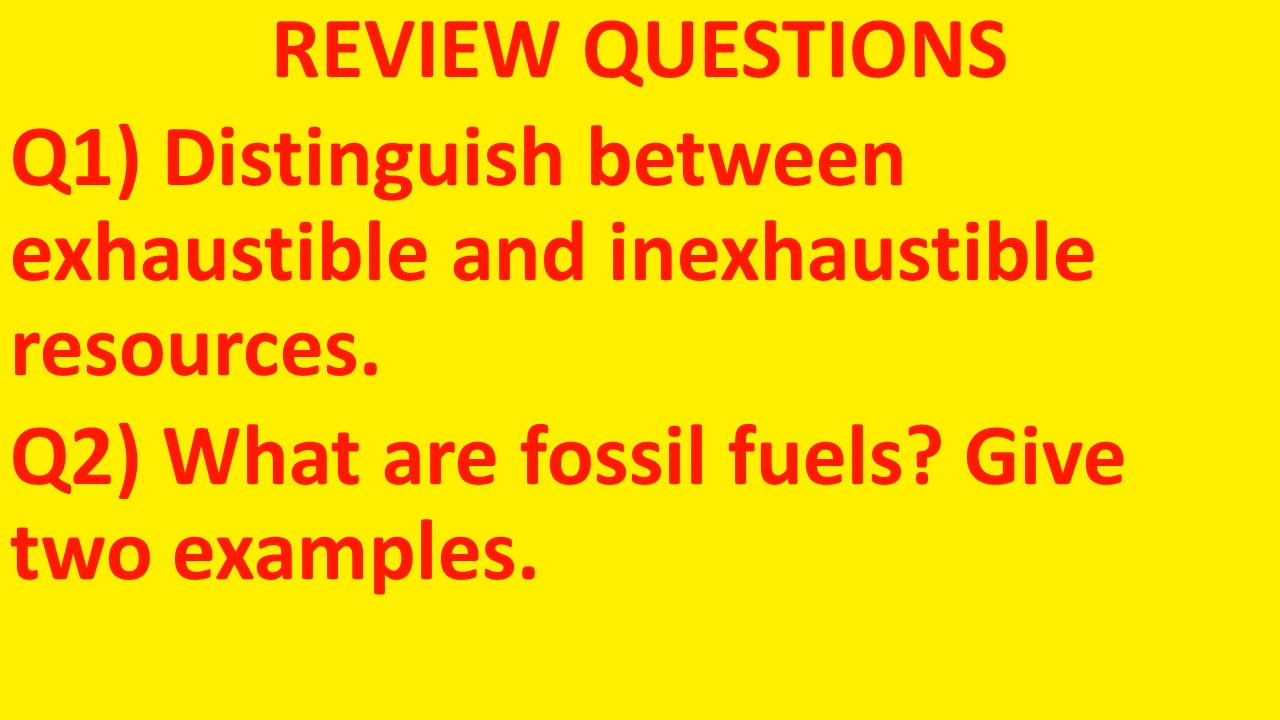 REVIEW QUESTIONS
Q1) Distinguish between
exhaustible and inexhaustible
resources.
Q2) What are fossil fuels? Give
two examples.